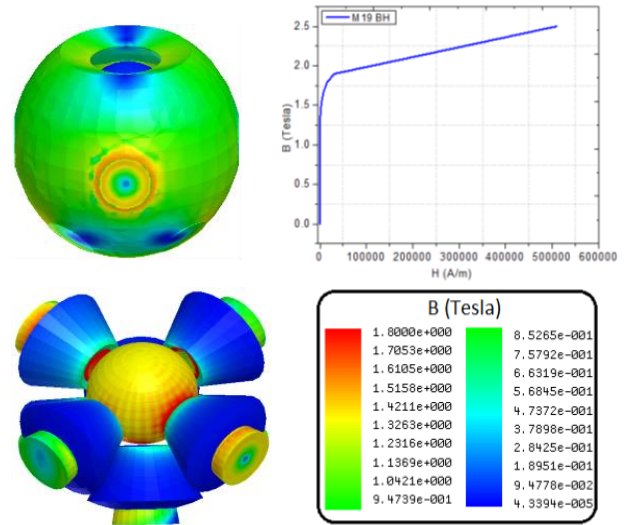 M19 BH
B (Tesla)
2.5
2.0
1.5
1.0
0.5
0.0
0 100000 200000 300000 400000 500000 600000
H (A/m)
B (Tesla)
1.8000e+000 8.5265e-001
1.7053e+000 7.5792e-001
1.6105e+000 6.6319e-001
1.5158e+000 5.6845e-001
1.4211e+000 4.7372e-001
1.3263e+000 3.7898e-001
1.2316e+000 2.8425e-001
1.1369e+000 1.8951e-001
1.0421e+000 9.4778e-002
9.4739e-001 4.3394e-005